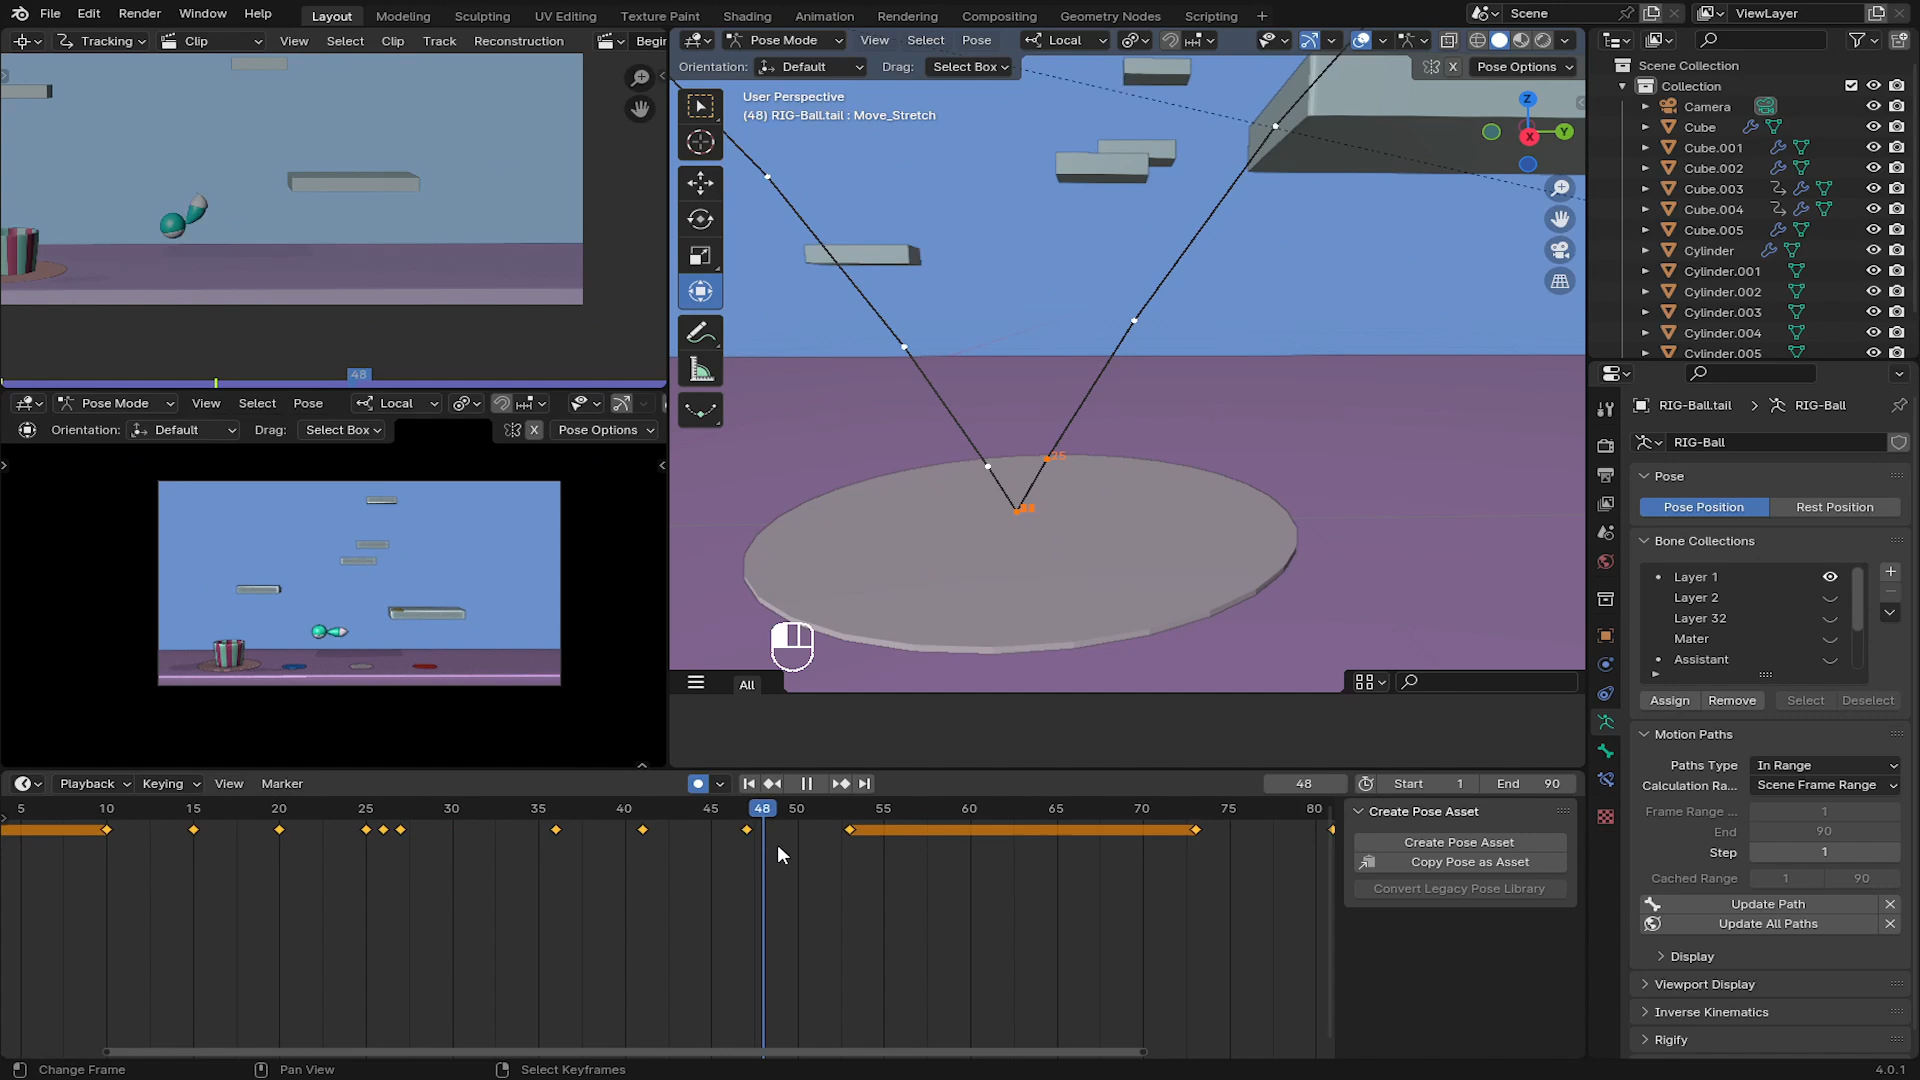 File Edit Render Window Help Layout Modeling Sculpting UV Editing Texture Paint Shading Animation Rendering Compositing Geometry Nodes Scripting + Scene ViewLayer
Tracking Clip View Select Clip Track Reconstruction Begin
Pose Mode View Select Pose Local
Orientation: Default Drag: Select Box X Pose Options
User Perspective
(48) RIG-Ball.tail : Move_Stretch
Z
Y
X
25
48
Pose Mode View Select Pose Local
Orientation: Default Drag: Select Box X Pose Options
All
Scene Collection
Collection
Camera
Cube
Cube.001
Cube.002
Cube.003
Cube.004
Cube.005
Cylinder
Cylinder.001
Cylinder.002
Cylinder.003
Cylinder.004
Cylinder.005
RIG-Ball.tail > RIG-Ball
RIG-Ball
Pose
Pose Position Rest Position
Bone Collections
Layer 1
Layer 2
Layer 32
Mater
Assistant
Assign Remove Select Deselect
Motion Paths
Paths Type In Range
Calculation Ra... Scene Frame Range
Frame Range ... 1
End 90
Step 1
Cached Range 1 90
Update Path
Update All Paths
Display
Viewport Display
Inverse Kinematics
Rigify
Playback Keying View Marker 48 Start 1 End 90
5 10 15 20 25 30 35 40 45 48 50 55 60 65 70 75 80
Create Pose Asset
Create Pose Asset
Copy Pose as Asset
Convert Legacy Pose Library
Change Frame Pan View Select Keyframes 4.0.1